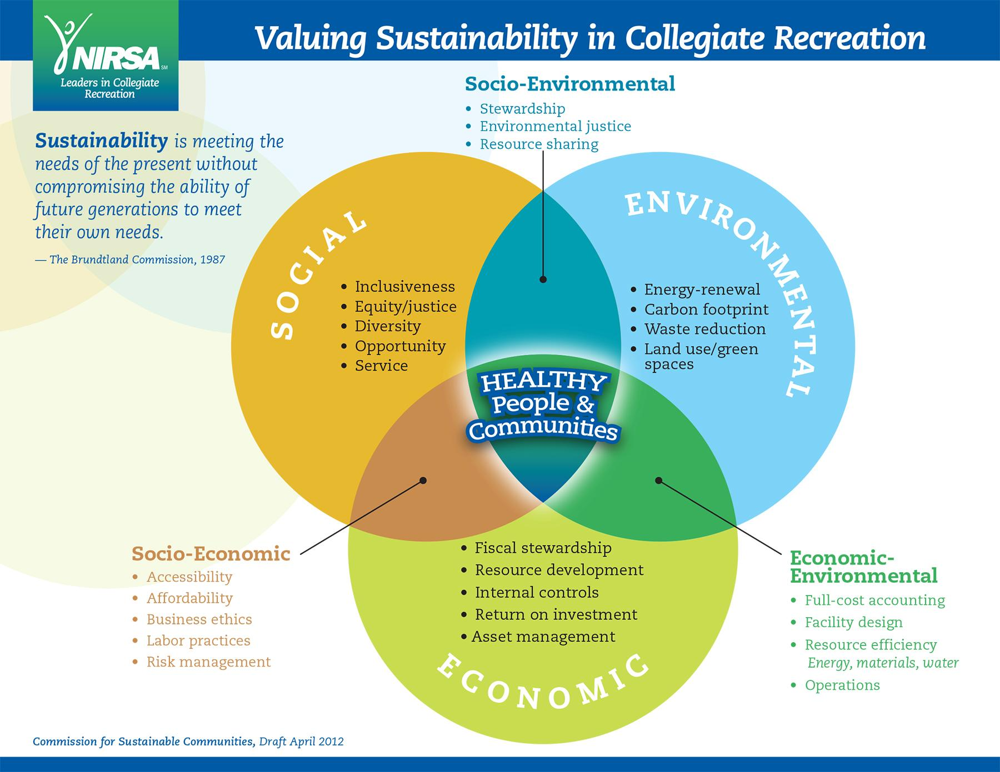 NIRSA SM
Leaders in Collegiate
Recreation
Valuing Sustainability in Collegiate Recreation
Sustainability is meeting the
needs of the present without
compromising the ability of
future generations to meet
their own needs.
— The Brundtland Commission, 1987
Socio-Environmental
• Stewardship
• Environmental justice
• Resource sharing
SOCIAL
• Inclusiveness
• Equity/justice
• Diversity
• Opportunity
• Service
ENVIRONMENTAL
• Energy-renewal
• Carbon footprint
• Waste reduction
• Land use/green
spaces
HEALTHY
People &
Communities
Socio-Economic
• Accessibility
• Affordability
• Business ethics
• Labor practices
• Risk management
• Fiscal stewardship
• Resource development
• Internal controls
• Return on investment
• Asset management
ECONOMIC
Economic-
Environmental
• Full-cost accounting
• Facility design
• Resource efficiency
Energy, materials, water
• Operations
Commission for Sustainable Communities, Draft April 2012